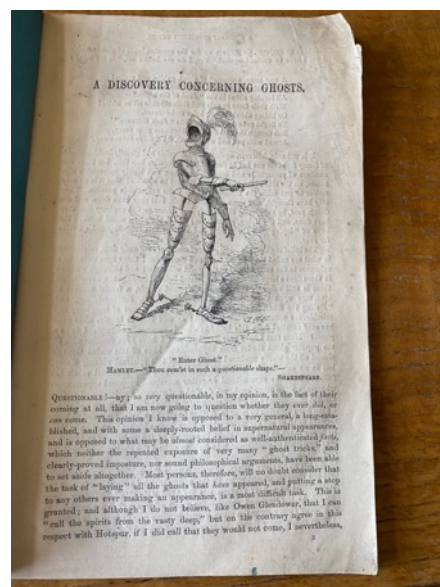 A DISCOVERY CONCERNING GHOSTS.
"Enter Ghost."
HAMLET.—"Thou com'st in such a questionable shape."—
SHAKESPEARE.
QUESTIONABLE!—ay; so very questionable, in my opinion, is the fact of their
coming at all, that I am now going to question whether they ever did, or
can come. This opinion I know is opposed to a very general, a long-esta-
blished, and with some a deeply-rooted belief in supernatural appearances,
and is opposed to what may be almost considered as well-authenticated facts,
which neither the repeated exposure of very many "ghost tricks," and
clearly-proved imposture, nor sound philosophical arguments, have been able
to set aside altogether. Most persons, therefore, will no doubt consider that
the task of "laying" all the ghosts that have appeared, and putting a stop
to any others ever making an appearance, is a most difficult task. This is
granted; and although I do not believe, like Owen Glendower, that I can
"call the spirits from the vasty deep," but on the contrary agree in this
respect with Hotspur, if I did call that they would not come, I nevertheless,